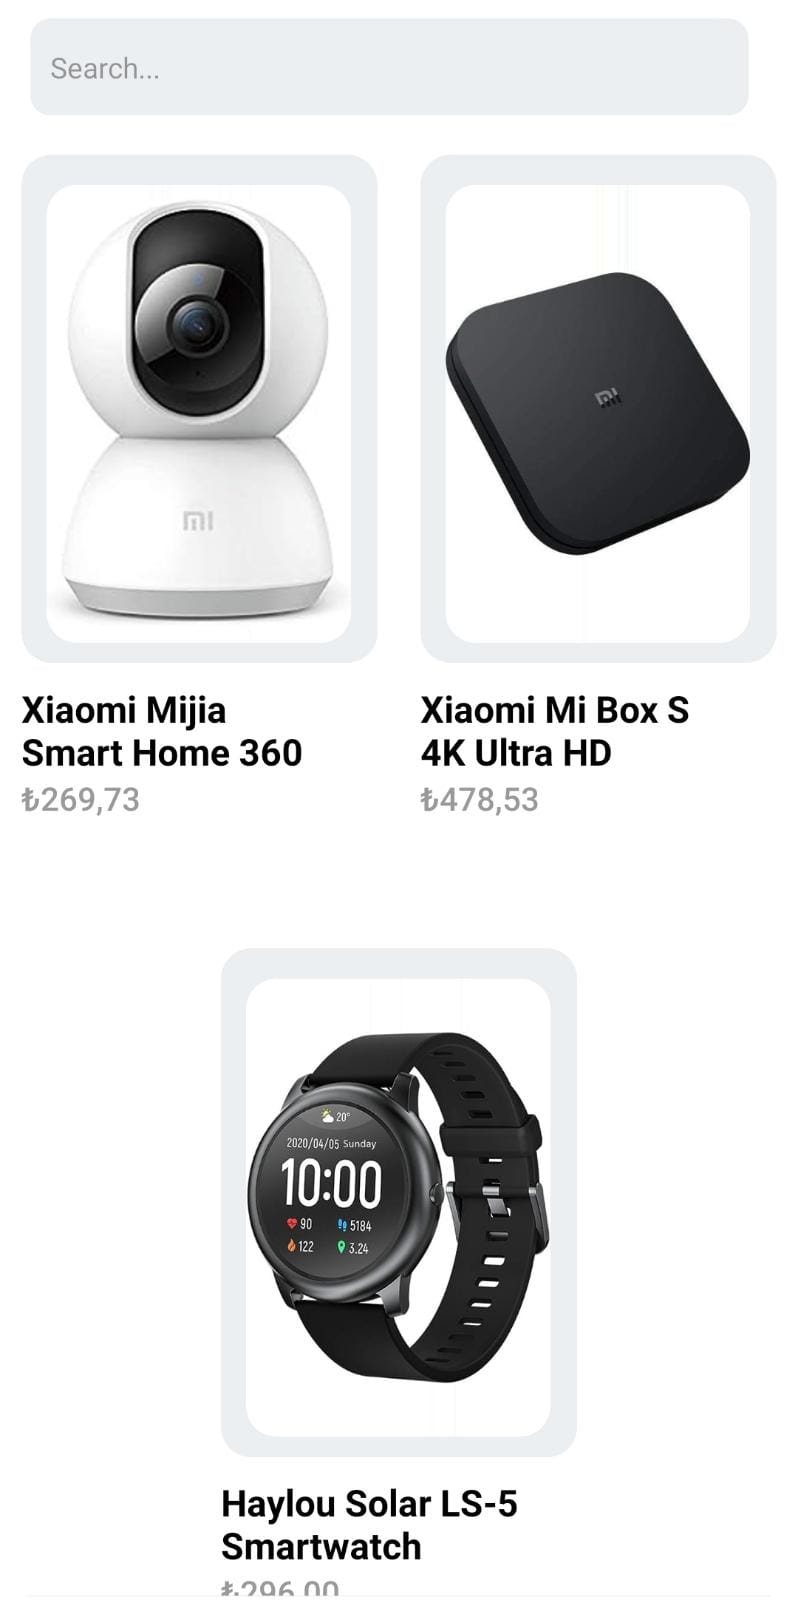 Search...
mi
mi
Xiaomi Mijia
Smart Home 360
₺269,73
Xiaomi Mi Box S
4K Ultra HD
₺478,53
20°
2020/04/05 Sunday
10:00
90 5184
122 3.24
Haylou Solar LS-5
Smartwatch
₺296,00